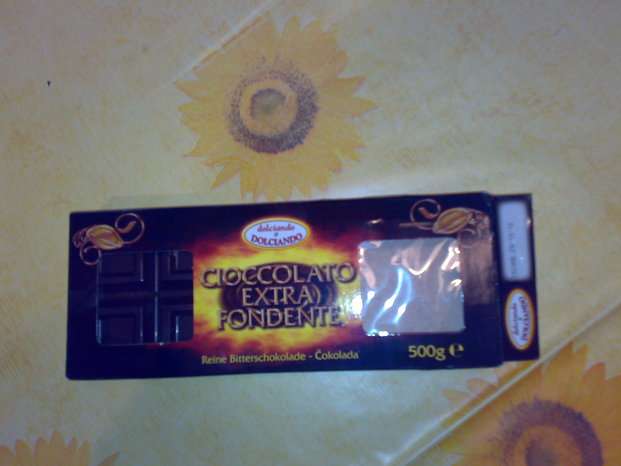 dolciando
e
DOLCIANDO
CIOCCOLATO
EXTRA
FONDENTE
Reine Bitterschokolade - Čokolada
500g ℮